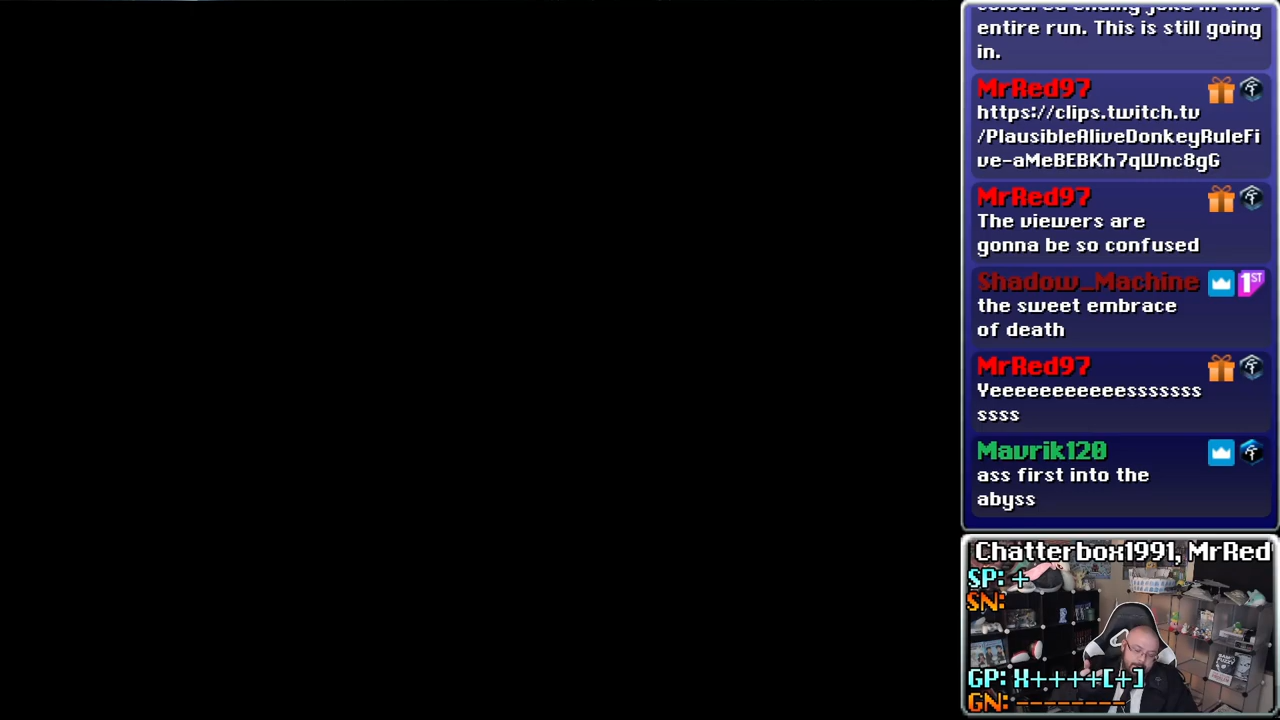 entire run. This is still going
in.
MrRed97
https://clips.twitch.tv
/PlausibleAliveDonkeyRuleFi
ve-aMeBEBKh7qWnc8gG
MrRed97
The viewers are
gonna be so confused
Shadow_Machine 1ST
the sweet embrace
of death
MrRed97
Yeeeeeeeeeeesssssss
ssss
Mavrik120
ass first into the
abyss
Chatterbox1991, MrRed
SP: +
SN:
GP: X++++[+]
GN: --------